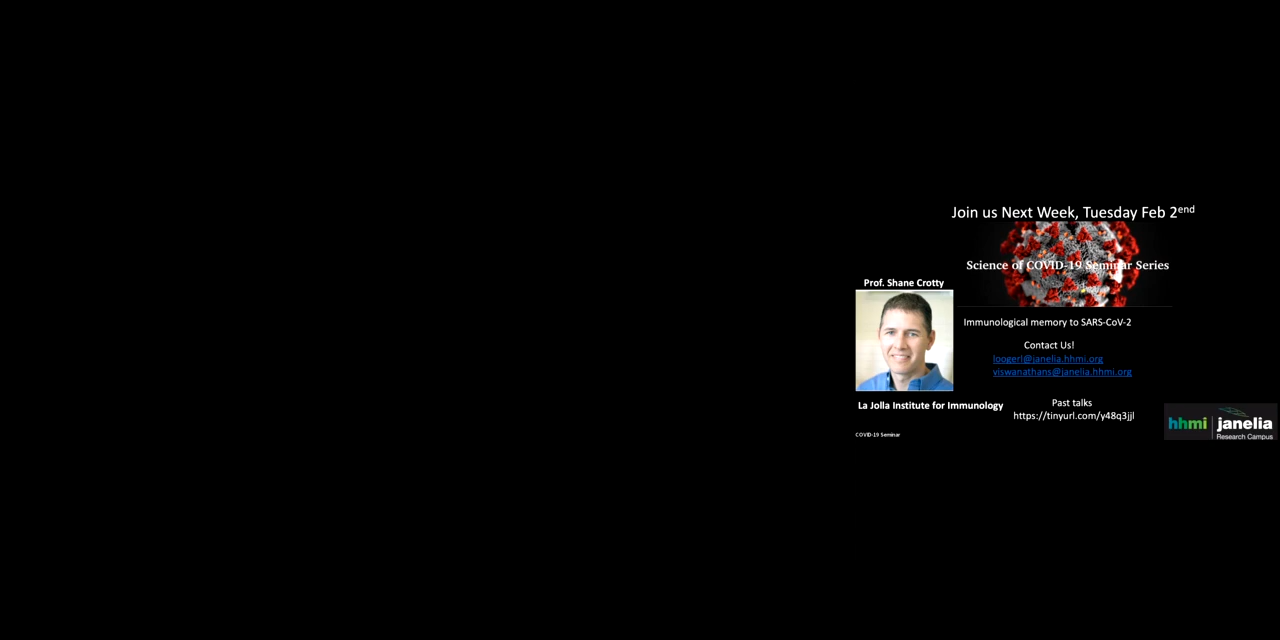 Join us Next Week, Tuesday Feb 2end
Science of COVID-19 Seminar Series
Prof. Shane Crotty
Immunological memory to SARS-CoV-2
Contact Us!
loogerl@janelia.hhmi.org
viswanathans@janelia.hhmi.org
La Jolla Institute for Immunology
Past talks
https://tinyurl.com/y48q3jjl
COVID-19 Seminar
hhmi janelia
Research Campus